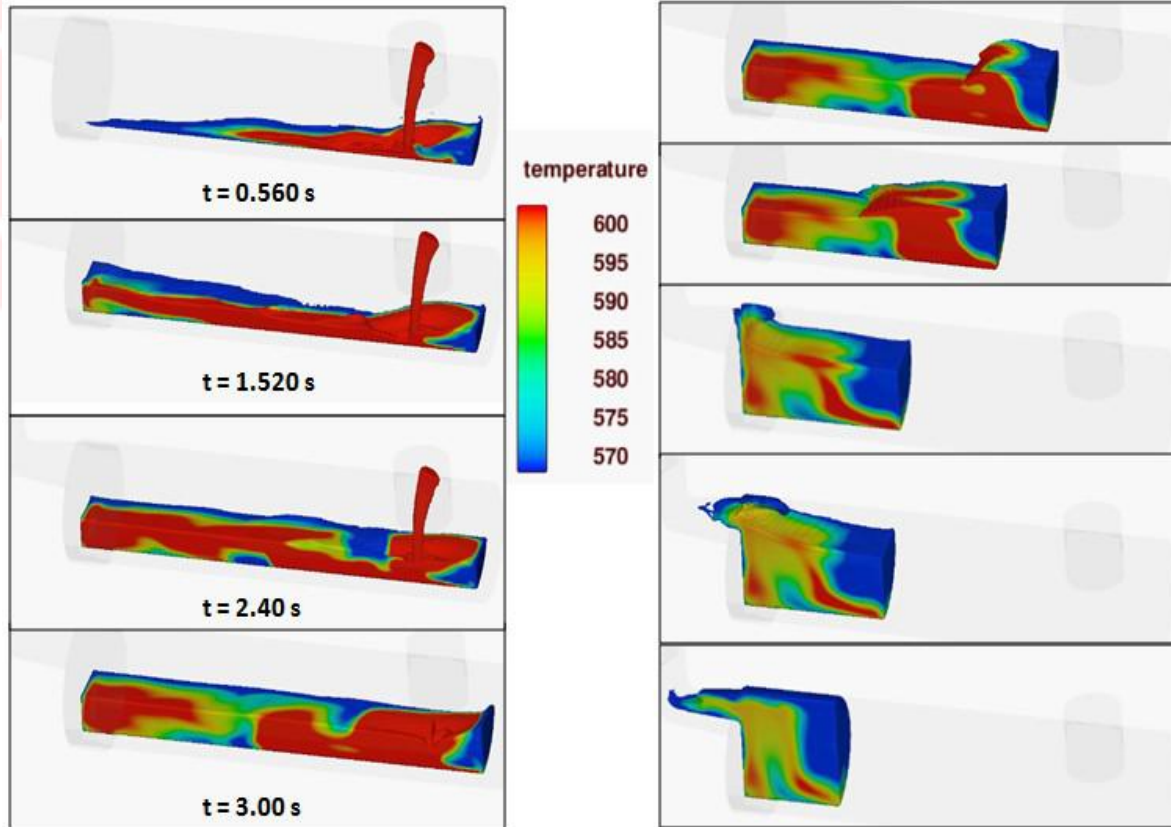 t = 0.560 s
t = 1.520 s
t = 2.40 s
t = 3.00 s
temperature
600
595
590
585
580
575
570